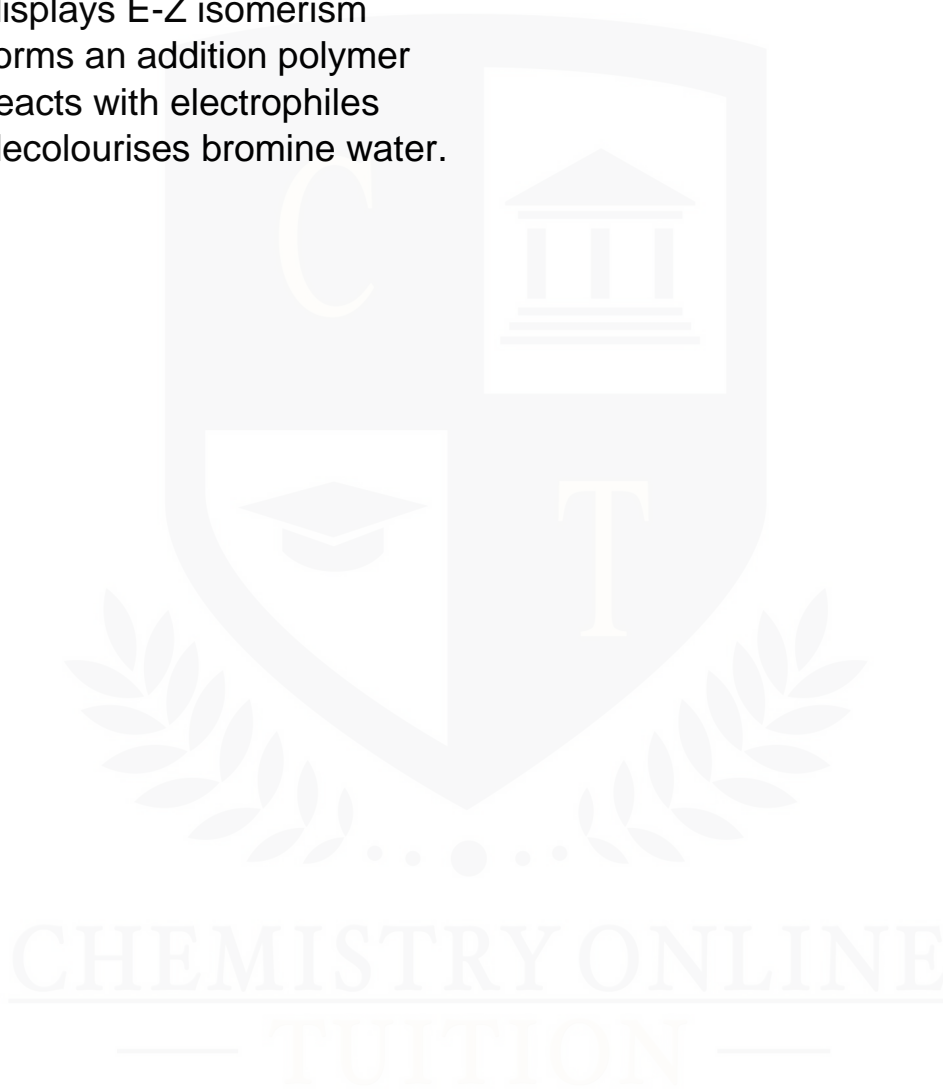 isplays E-Z isomerism
orms an addition polymer
eacts with electrophiles
lecolourises bromine water.
C
T
CHEMISTRY ONLINE
— TUITION —